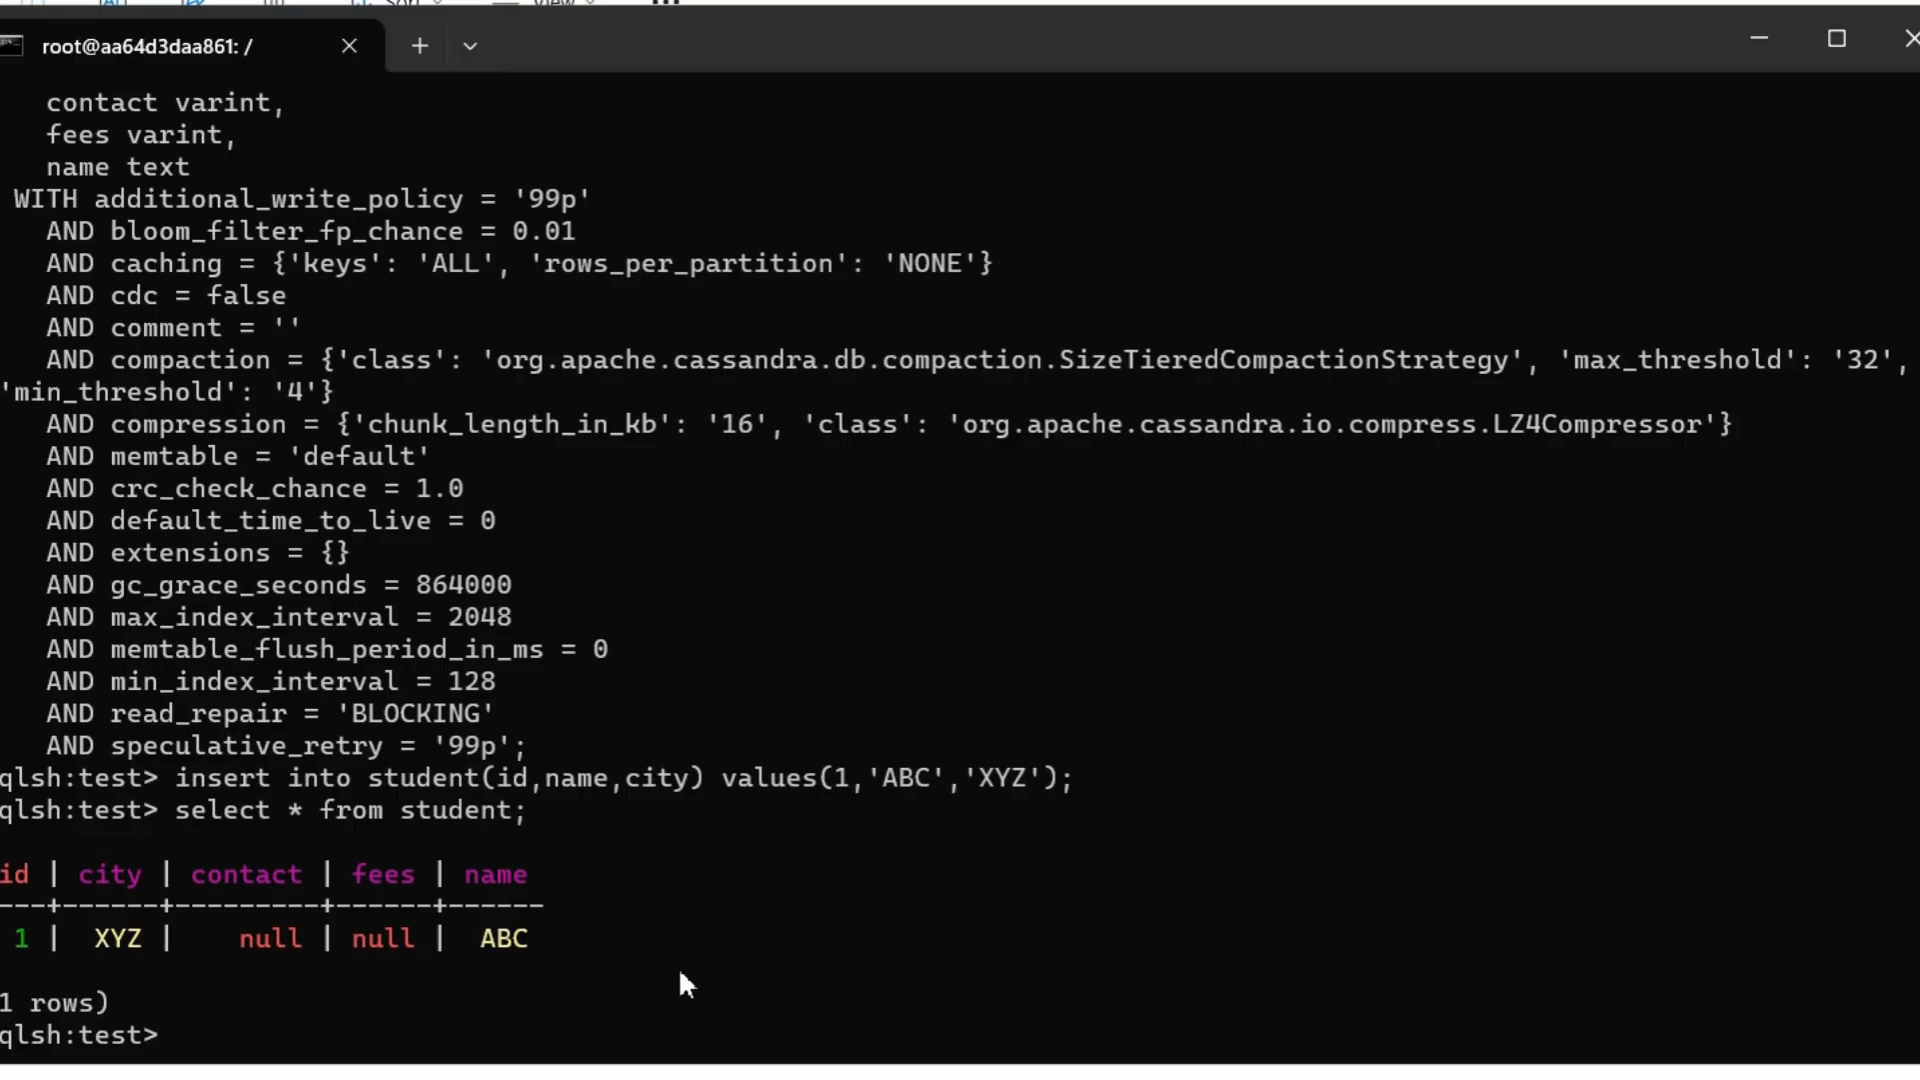 Sort
View
root@aa64d3daa861: /
contact varint,
fees varint,
name text
WITH additional_write_policy = '99p'
AND bloom_filter_fp_chance = 0.01
AND caching = {'keys': 'ALL', 'rows_per_partition': 'NONE'}
AND cdc = false
AND comment = ''
AND compaction = {'class': 'org.apache.cassandra.db.compaction.SizeTieredCompactionStrategy', 'max_threshold': '32',
'min_threshold': '4'}
AND compression = {'chunk_length_in_kb': '16', 'class': 'org.apache.cassandra.io.compress.LZ4Compressor'}
AND memtable = 'default'
AND crc_check_chance = 1.0
AND default_time_to_live = 0
AND extensions = {}
AND gc_grace_seconds = 864000
AND max_index_interval = 2048
AND memtable_flush_period_in_ms = 0
AND min_index_interval = 128
AND read_repair = 'BLOCKING'
AND speculative_retry = '99p';
qlsh:test> insert into student(id,name,city) values(1,'ABC','XYZ');
qlsh:test> select * from student;
id | city | contact | fees | name
---+------+---------+------+------
1 | XYZ | null | null | ABC
1 rows)
qlsh:test>